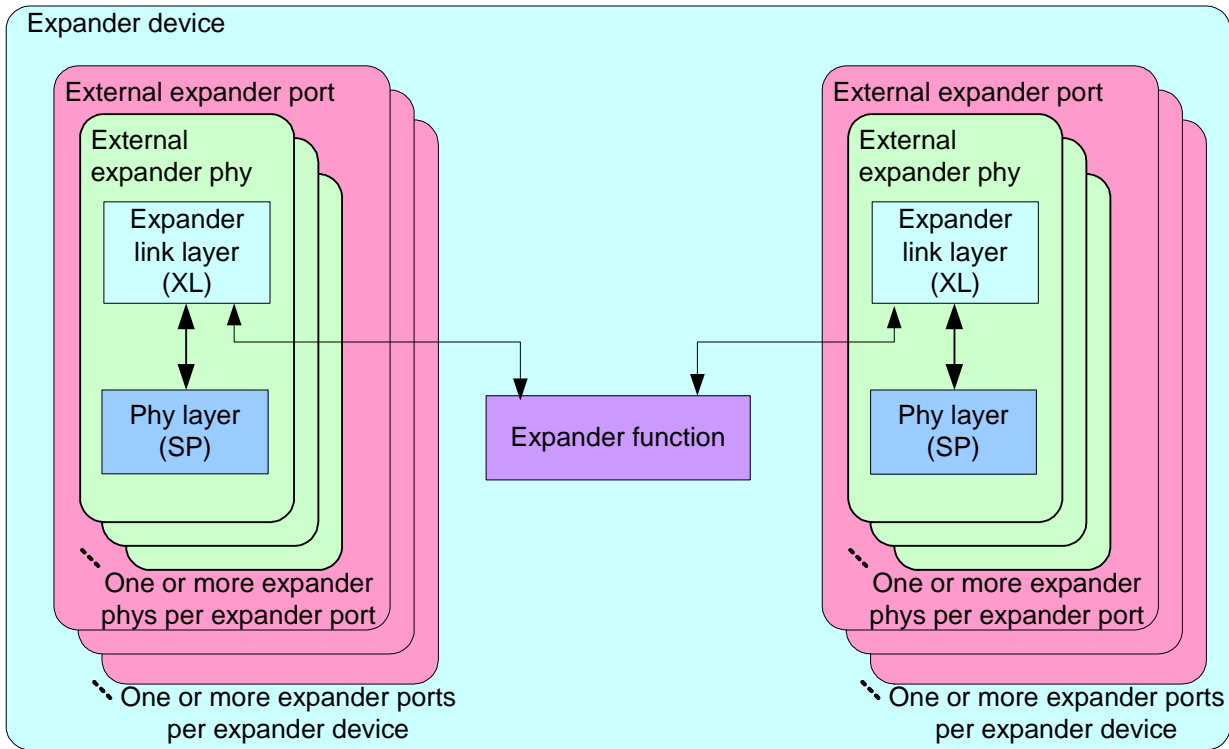 Expander device
External expander port
External
expander phy
Expander
link layer
(XL)
Phy layer
(SP)
One or more expander
phys per expander port
One or more expander ports
per expander device
Expander function
External expander port
External
expander phy
Expander
link layer
(XL)
Phy layer
(SP)
One or more expander
phys per expander port
One or more expander ports
per expander device